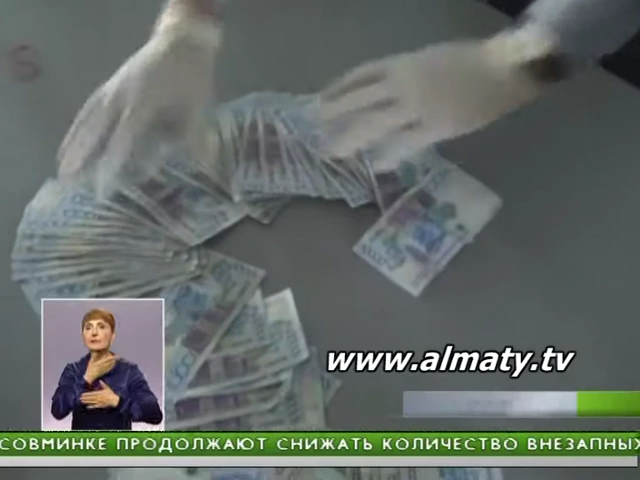 www.almaty.tv
СОВМИНКЕ ПРОДОЛЖАЮТ СНИЖАТЬ КОЛИЧЕСТВО ВНЕЗАПНЫХ